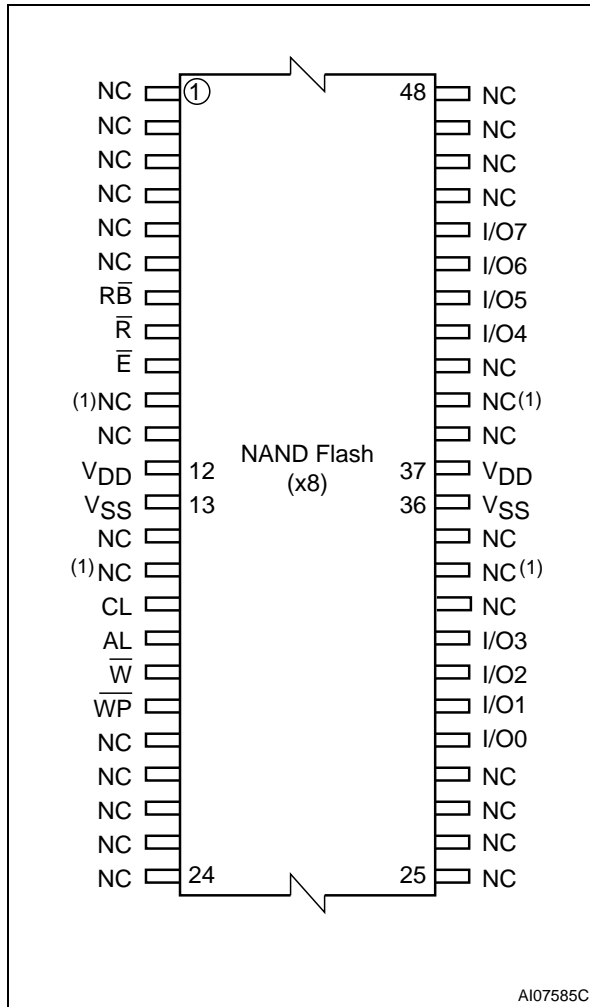 NC ① 48 NC
NC NC
NC NC
NC NC
NC I/O7
NC I/O6
RB̅ I/O5
R̅ I/O4
E̅ NC
(1)NC NC(1)
NC NC
NAND Flash
VDD 12 37 VDD
(x8)
VSS 13 36 VSS
NC NC
(1)NC NC(1)
CL NC
AL I/O3
W̅ I/O2
W̅P̅ I/O1
NC I/O0
NC NC
NC NC
NC NC
NC 24 25 NC
AI07585C